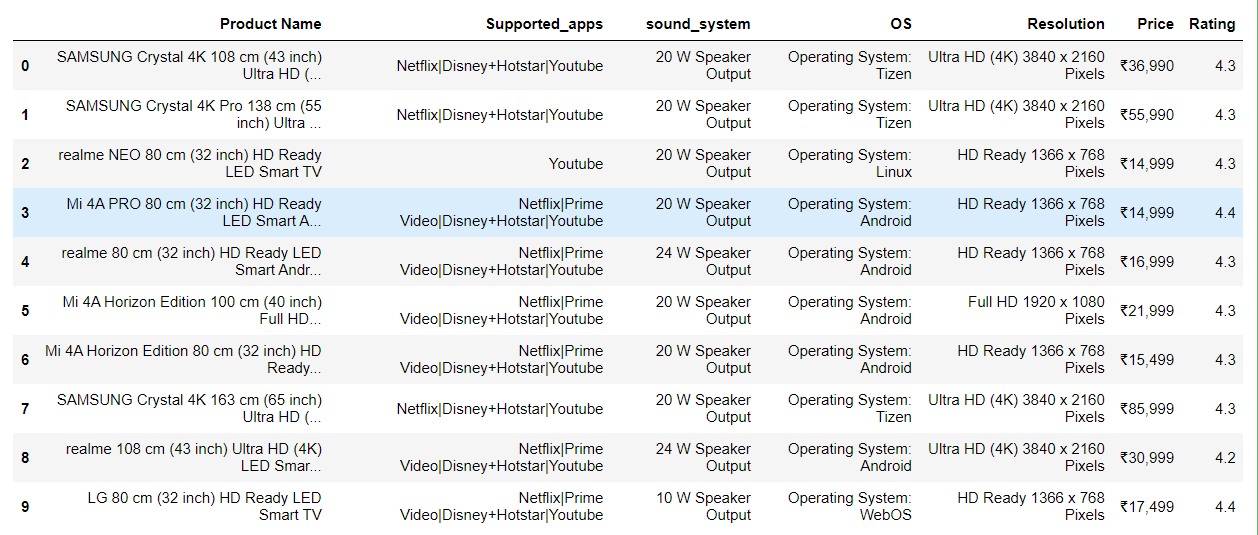 Product Name Supported_apps sound_system OS Resolution Price Rating
0 SAMSUNG Crystal 4K 108 cm (43 inch) Ultra HD (... Netflix|Disney+Hotstar|Youtube 20 W Speaker Output Operating System: Tizen Ultra HD (4K) 3840 x 2160 Pixels ₹36,990 4.3
1 SAMSUNG Crystal 4K Pro 138 cm (55 inch) Ultra ... Netflix|Disney+Hotstar|Youtube 20 W Speaker Output Operating System: Tizen Ultra HD (4K) 3840 x 2160 Pixels ₹55,990 4.3
2 realme NEO 80 cm (32 inch) HD Ready LED Smart TV Youtube 20 W Speaker Output Operating System: Linux HD Ready 1366 x 768 Pixels ₹14,999 4.3
3 Mi 4A PRO 80 cm (32 inch) HD Ready LED Smart A... Netflix|Prime Video|Disney+Hotstar|Youtube 20 W Speaker Output Operating System: Android HD Ready 1366 x 768 Pixels ₹14,999 4.4
4 realme 80 cm (32 inch) HD Ready LED Smart Andr... Netflix|Prime Video|Disney+Hotstar|Youtube 24 W Speaker Output Operating System: Android HD Ready 1366 x 768 Pixels ₹16,999 4.3
5 Mi 4A Horizon Edition 100 cm (40 inch) Full HD... Netflix|Prime Video|Disney+Hotstar|Youtube 20 W Speaker Output Operating System: Android Full HD 1920 x 1080 Pixels ₹21,999 4.3
6 Mi 4A Horizon Edition 80 cm (32 inch) HD Ready... Netflix|Prime Video|Disney+Hotstar|Youtube 20 W Speaker Output Operating System: Android HD Ready 1366 x 768 Pixels ₹15,499 4.3
7 SAMSUNG Crystal 4K 163 cm (65 inch) Ultra HD (... Netflix|Disney+Hotstar|Youtube 20 W Speaker Output Operating System: Tizen Ultra HD (4K) 3840 x 2160 Pixels ₹85,999 4.3
8 realme 108 cm (43 inch) Ultra HD (4K) LED Smar... Netflix|Prime Video|Disney+Hotstar|Youtube 24 W Speaker Output Operating System: Android Ultra HD (4K) 3840 x 2160 Pixels ₹30,999 4.2
9 LG 80 cm (32 inch) HD Ready LED Smart TV Netflix|Prime Video|Disney+Hotstar|Youtube 10 W Speaker Output Operating System: WebOS HD Ready 1366 x 768 Pixels ₹17,499 4.4